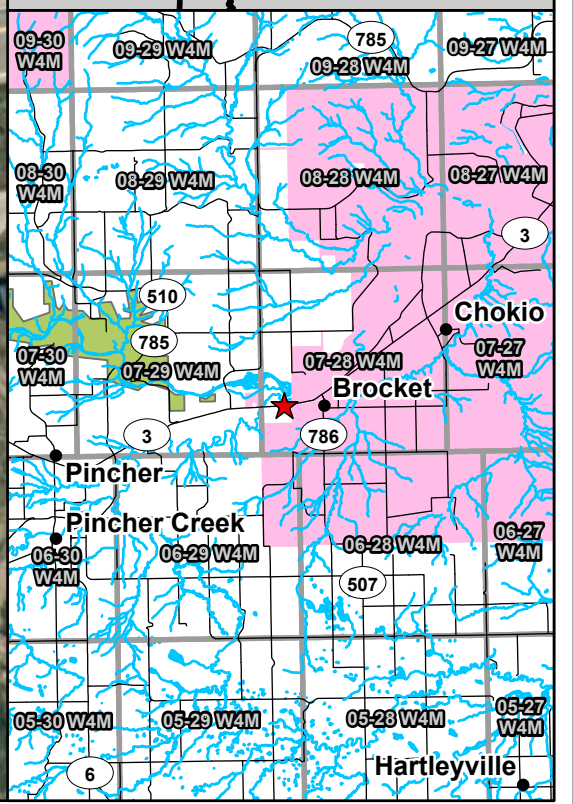 785
09-30
W4M
09-29 W4M
09-28 W4M
09-27 W4M
08-30
W4M
08-29 W4M
08-28 W4M
08-27 W4M
3
510
Chokio
785
07-30
W4M
07-29 W4M
07-28 W4M
07-27
W4M
Brocket
3
786
Pincher
Pincher Creek
06-30
W4M
06-29 W4M
06-28 W4M
06-27
W4M
507
05-30 W4M
05-29 W4M
05-28 W4M
05-27
W4M
6
Hartleyville